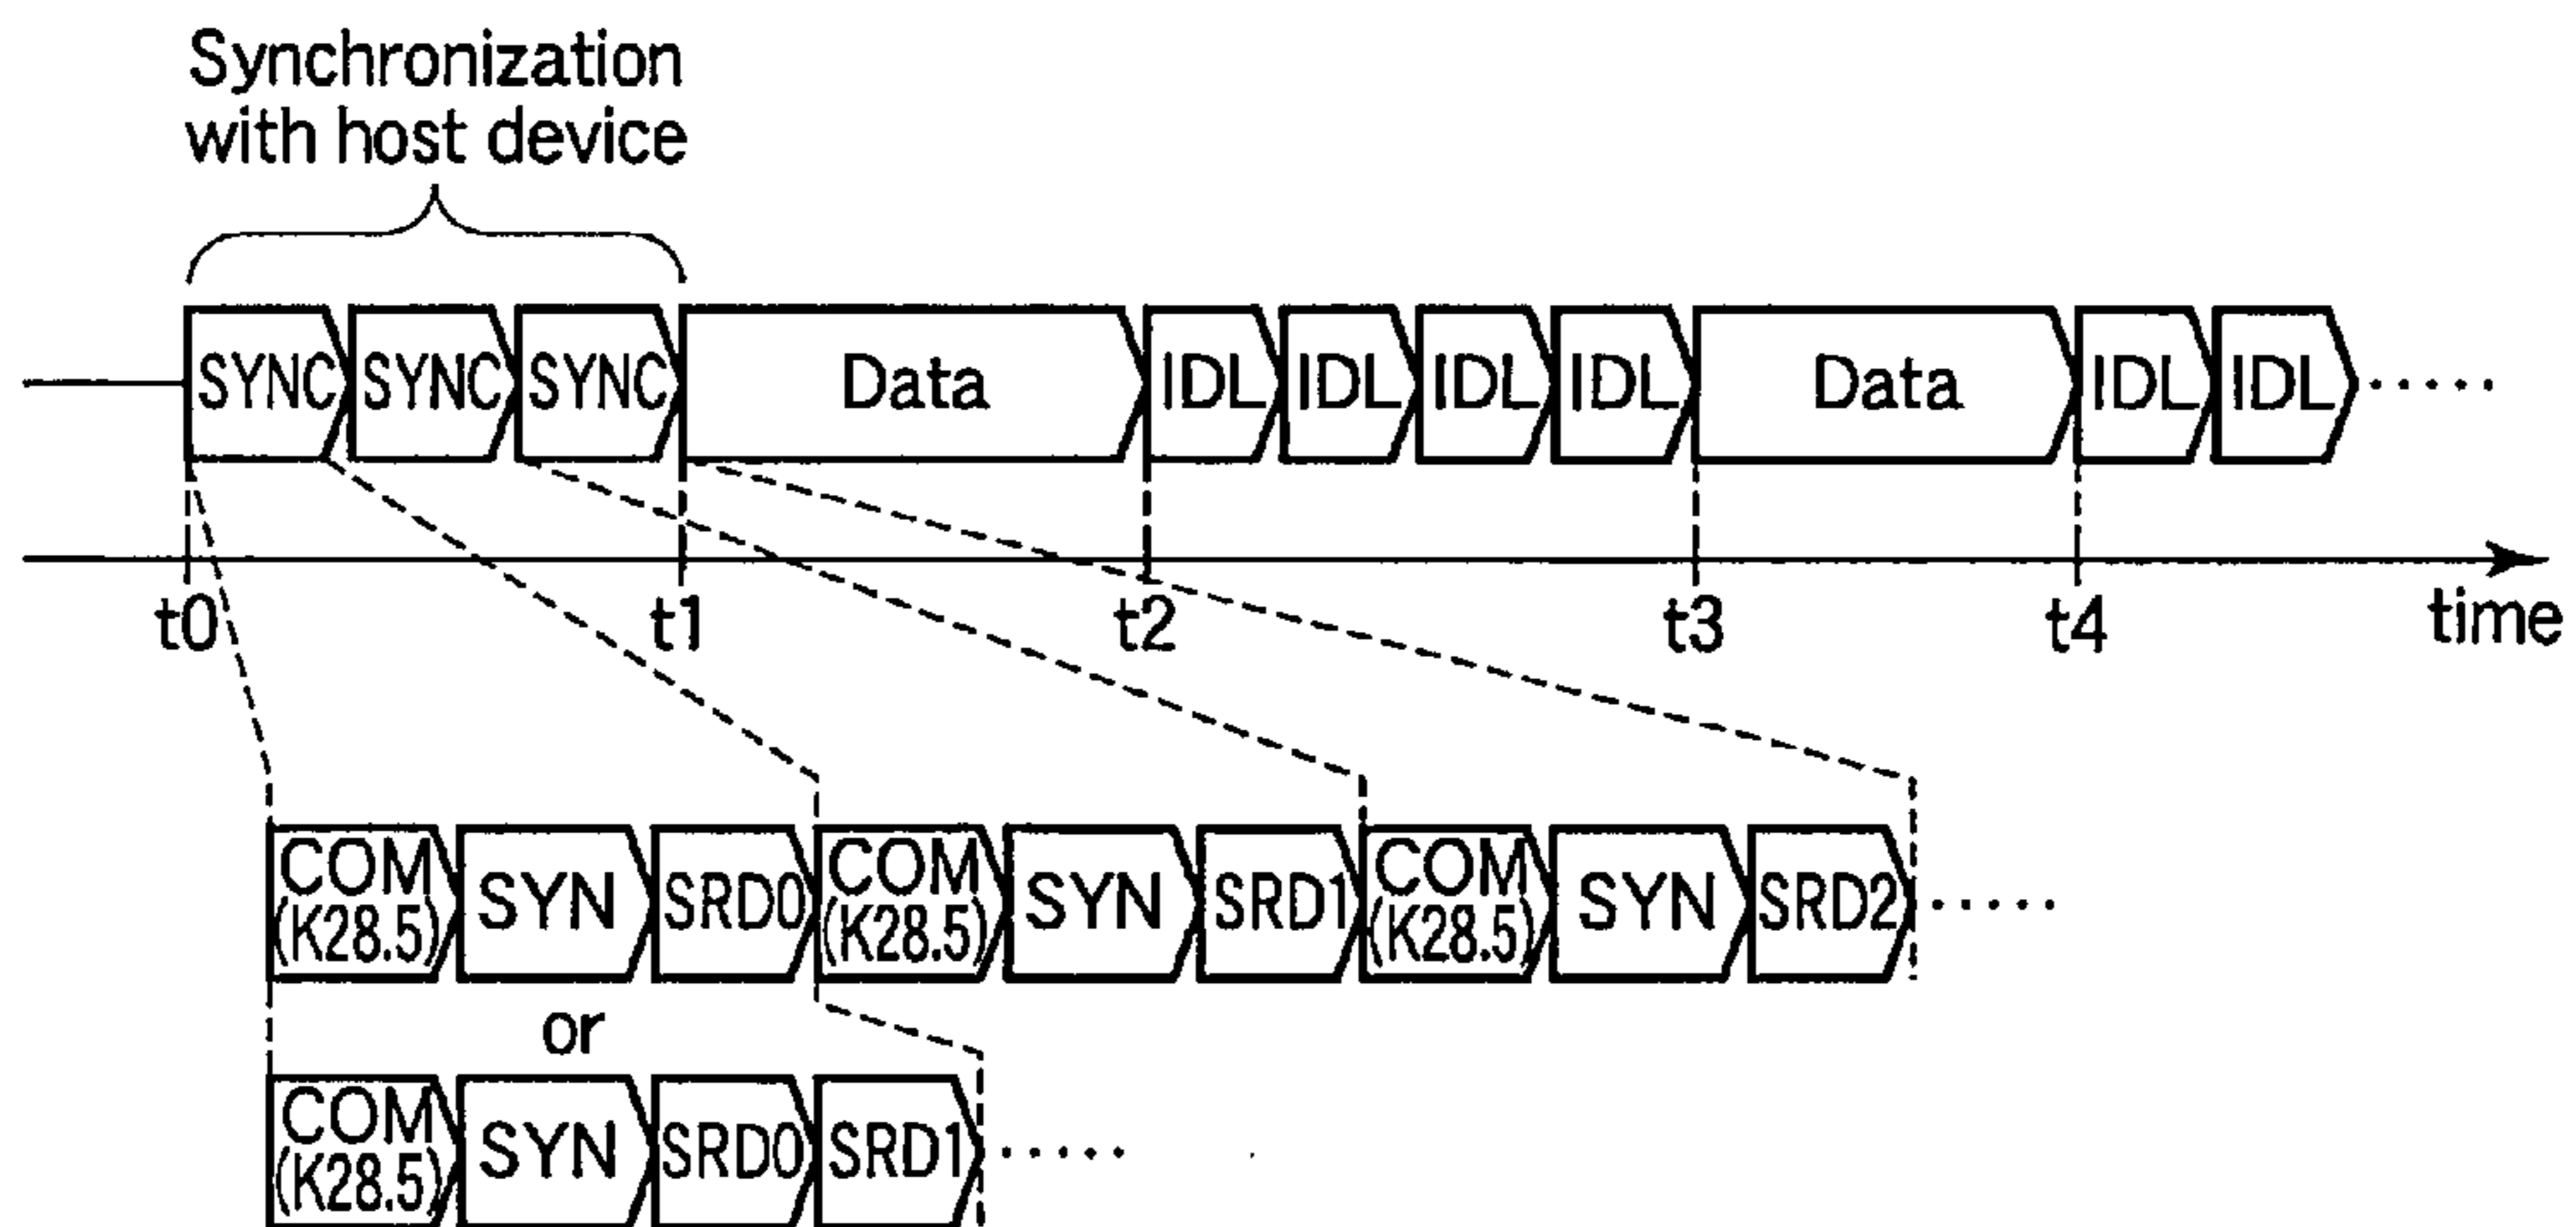 Synchronization
with host device
SYNC SYNC SYNC Data IDL IDL IDL IDL Data IDL IDL .....
t0 t1 t2 t3 t4 time
COM (K28.5) SYN SRD0 COM (K28.5) SYN SRD1 COM (K28.5) SYN SRD2 .....
or
COM (K28.5) SYN SRD0 SRD1 .....